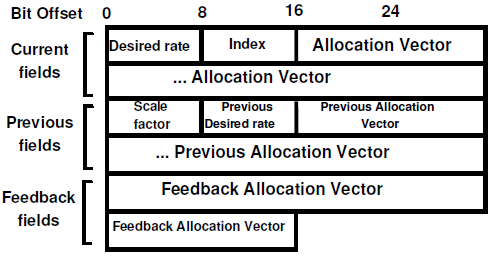 Bit Offset 0 8 16 24
Current fields
Desired rate Index Allocation Vector
... Allocation Vector
Previous fields
Scale factor
Previous Desired rate
Previous Allocation Vector
... Previous Allocation Vector
Feedback fields
Feedback Allocation Vector
Feedback Allocation Vector